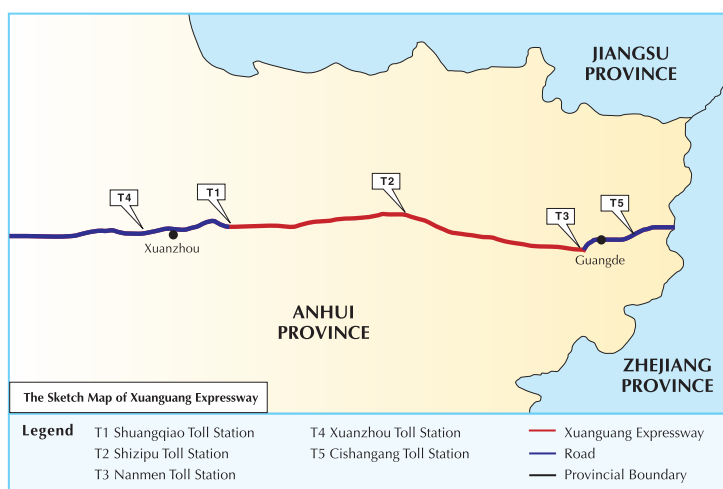 JIANGSU
PROVINCE
T2
T4
T1
T3
T5
Xuanzhou
Guangde
ANHUI
PROVINCE
ZHEJIANG
PROVINCE
The Sketch Map of Xuanguang Expressway
Legend
T1 Shuangqiao Toll Station
T2 Shizipu Toll Station
T3 Nanmen Toll Station
T4 Xuanzhou Toll Station
T5 Cishangang Toll Station
Xuanguang Expressway
Road
Provincial Boundary